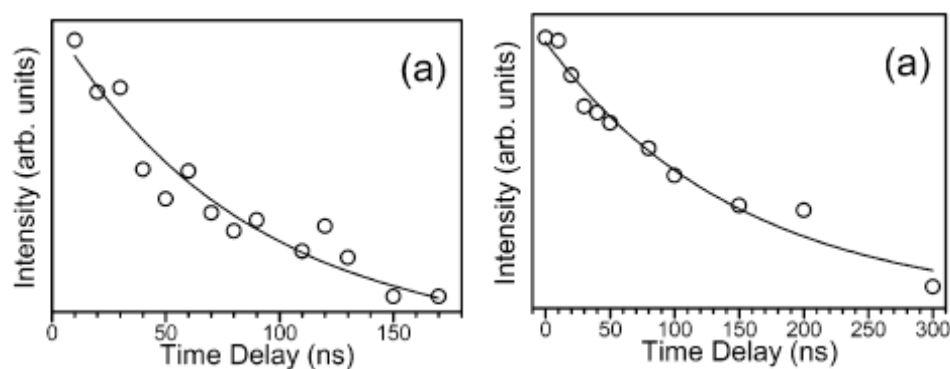 Intensity (arb. units)
(a)
0 50 100 150
Time Delay (ns)
Intensity (arb. units)
(a)
0 50 100 150 200 250 300
Time Delay (ns)